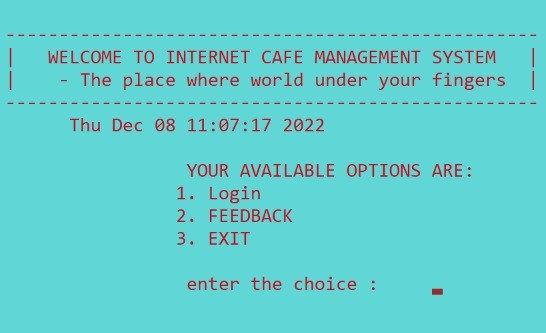 --------------------------------------------------
| WELCOME TO INTERNET CAFE MANAGEMENT SYSTEM |
| - The place where world under your fingers |
--------------------------------------------------
Thu Dec 08 11:07:17 2022
YOUR AVAILABLE OPTIONS ARE:
1. Login
2. FEEDBACK
3. EXIT
enter the choice :